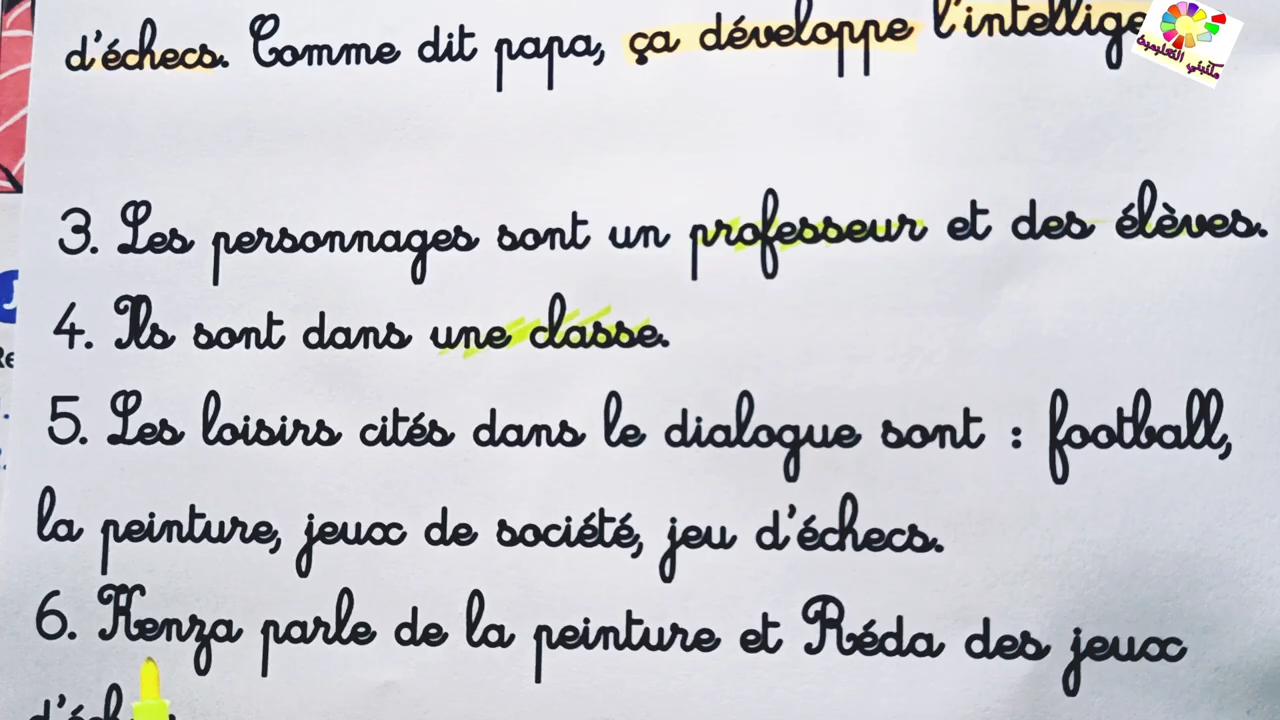 d'échecs. Comme dit papa, ça développe
مكتبتي التعليمية
3. Les personnages sont un professeur et des élèves.
4. Ils sont dans une classe.
5. Les loisirs cités dans le dialogue sont : football,
la peinture, jeux de société, jeu d'échecs.
6. Kenza parle de la peinture et Réda des jeux